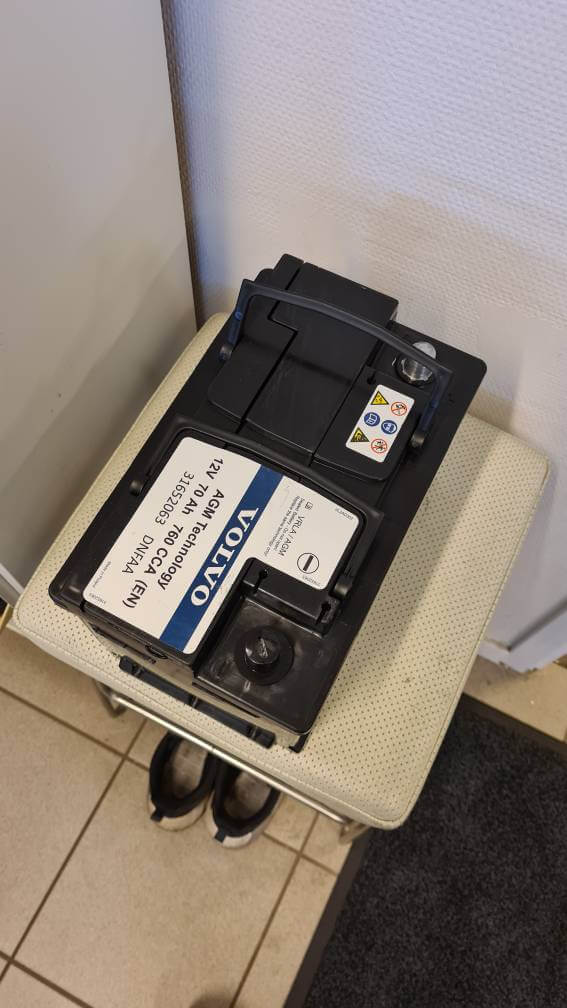 VOLVO
AGM Technology
12V 70 Ah 760 CCA (EN)
31652063 DNFAA
VRLA / AGM